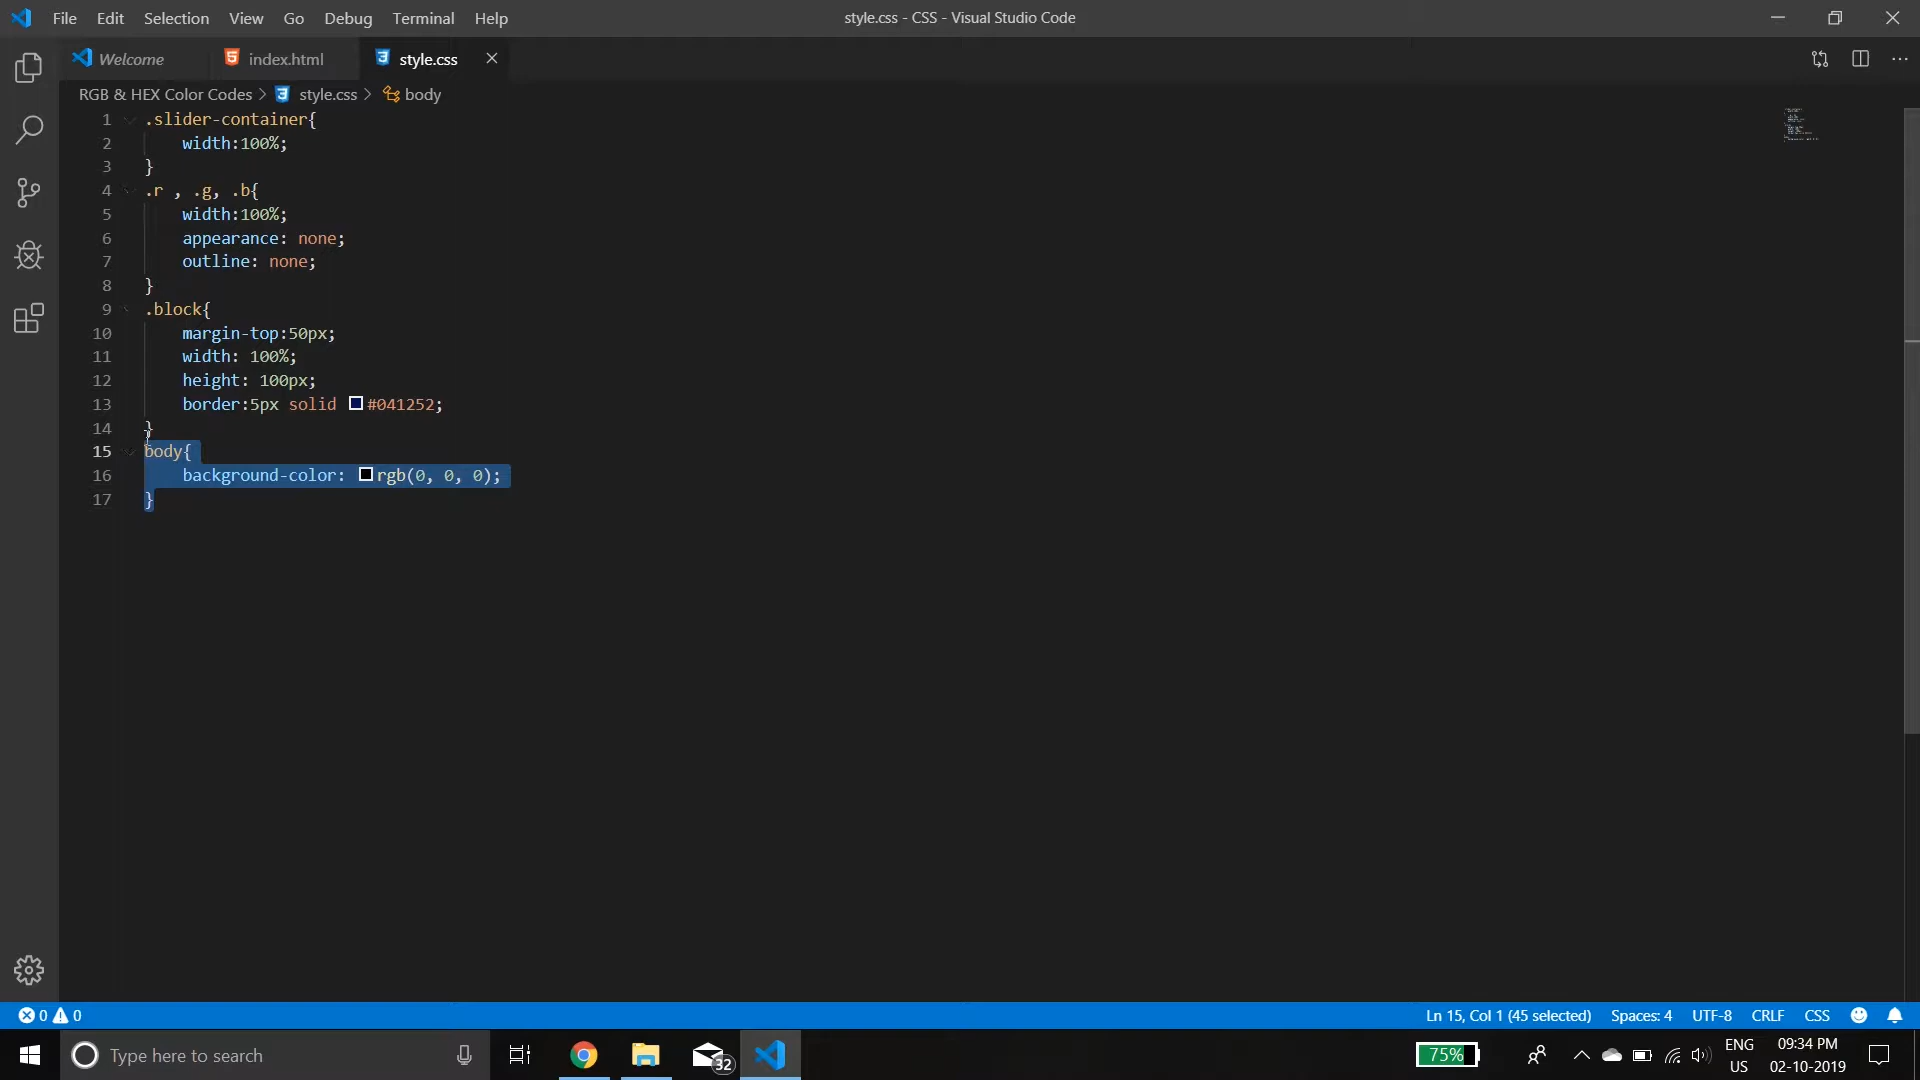 File Edit Selection View Go Debug Terminal Help style.css - CSS - Visual Studio Code
Welcome index.html style.css
RGB & HEX Color Codes > style.css > body
1 .slider-container{
2 width:100%;
3 }
4 .r , .g, .b{
5 width:100%;
6 appearance: none;
7 outline: none;
8 }
9 .block{
10 margin-top:50px;
11 width: 100%;
12 height: 100px;
13 border:5px solid #041252;
14 }
15 body{
16 background-color: rgb(0, 0, 0);
17 }
0 0 Ln 15, Col 1 (45 selected) Spaces: 4 UTF-8 CRLF CSS
Type here to search 32 75% ENG US 09:34 PM 02-10-2019